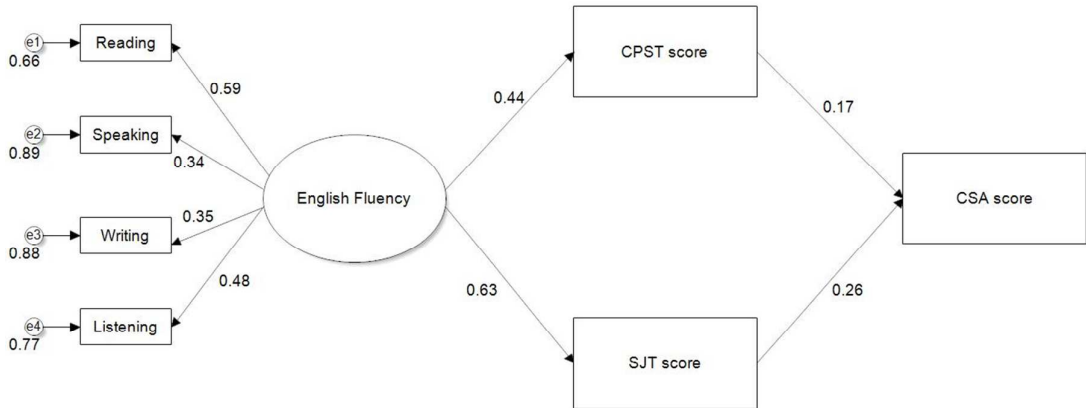 e1
Reading
0.66
0.59
e2
Speaking
0.89
0.34
e3
Writing
0.88
0.35
e4
Listening
0.77
0.48
English Fluency
0.44
CPST score
0.17
0.63
SJT score
0.26
CSA score